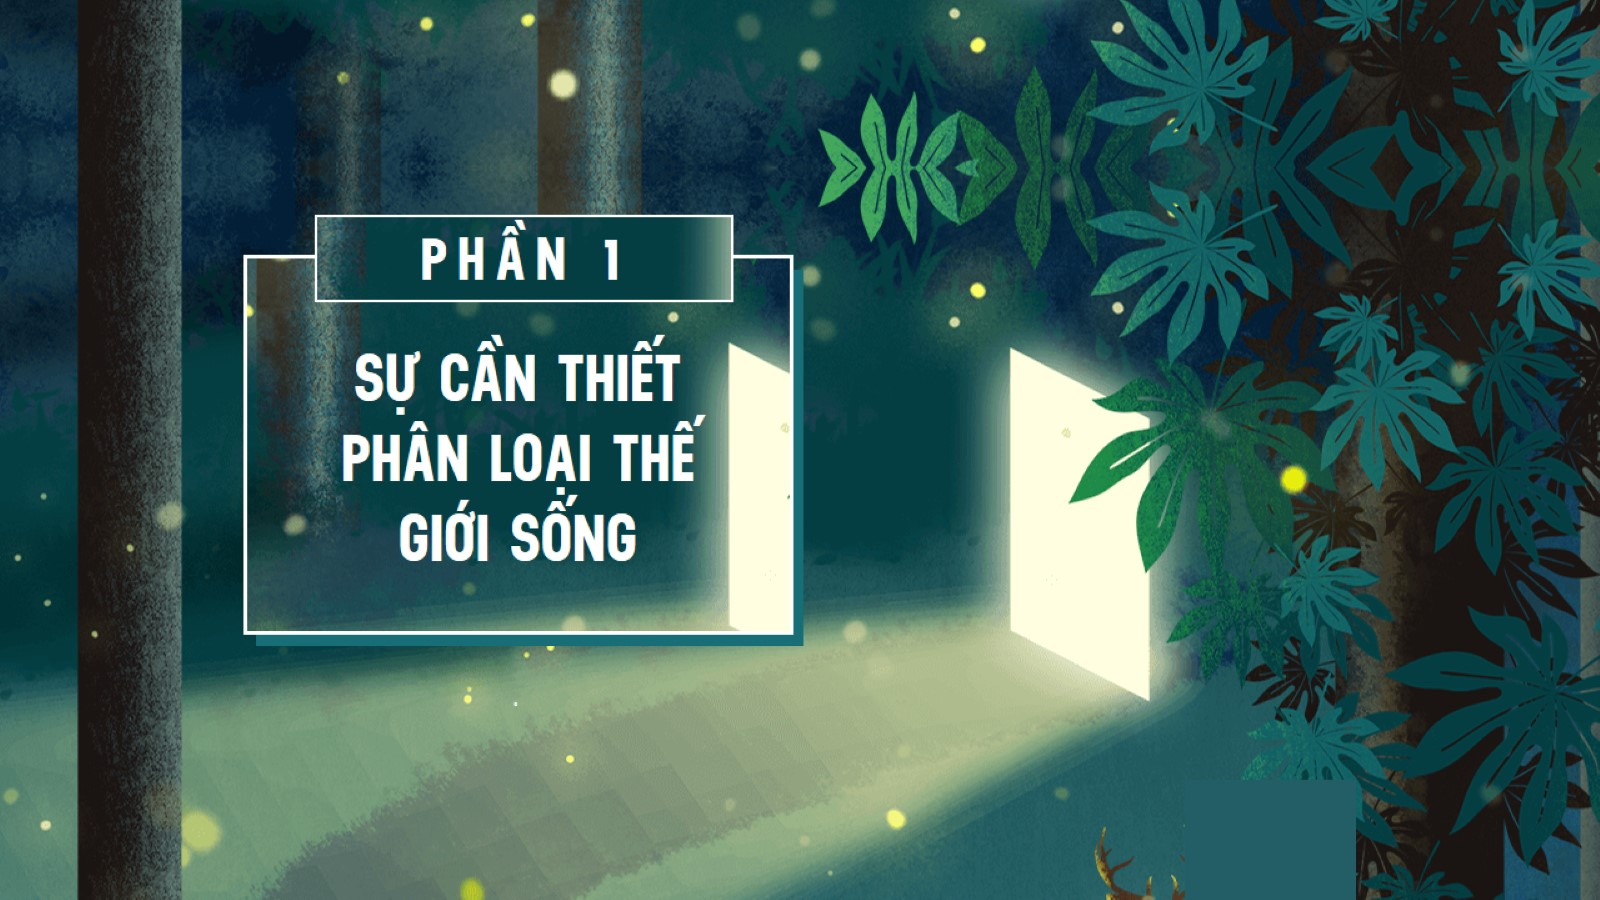 PHẦN 1
SỰ CẦN THIẾT
PHÂN LOẠI THẾ
GIỚI SỐNG